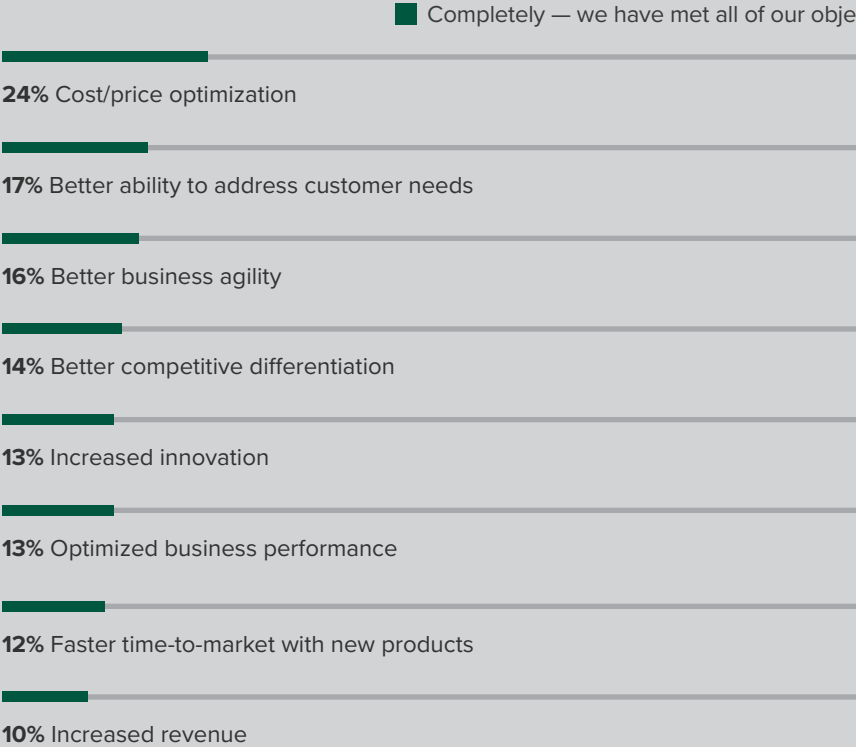 Completely — we have met all of our obje
24% Cost/price optimization
17% Better ability to address customer needs
16% Better business agility
14% Better competitive differentiation
13% Increased innovation
13% Optimized business performance
12% Faster time-to-market with new products
10% Increased revenue